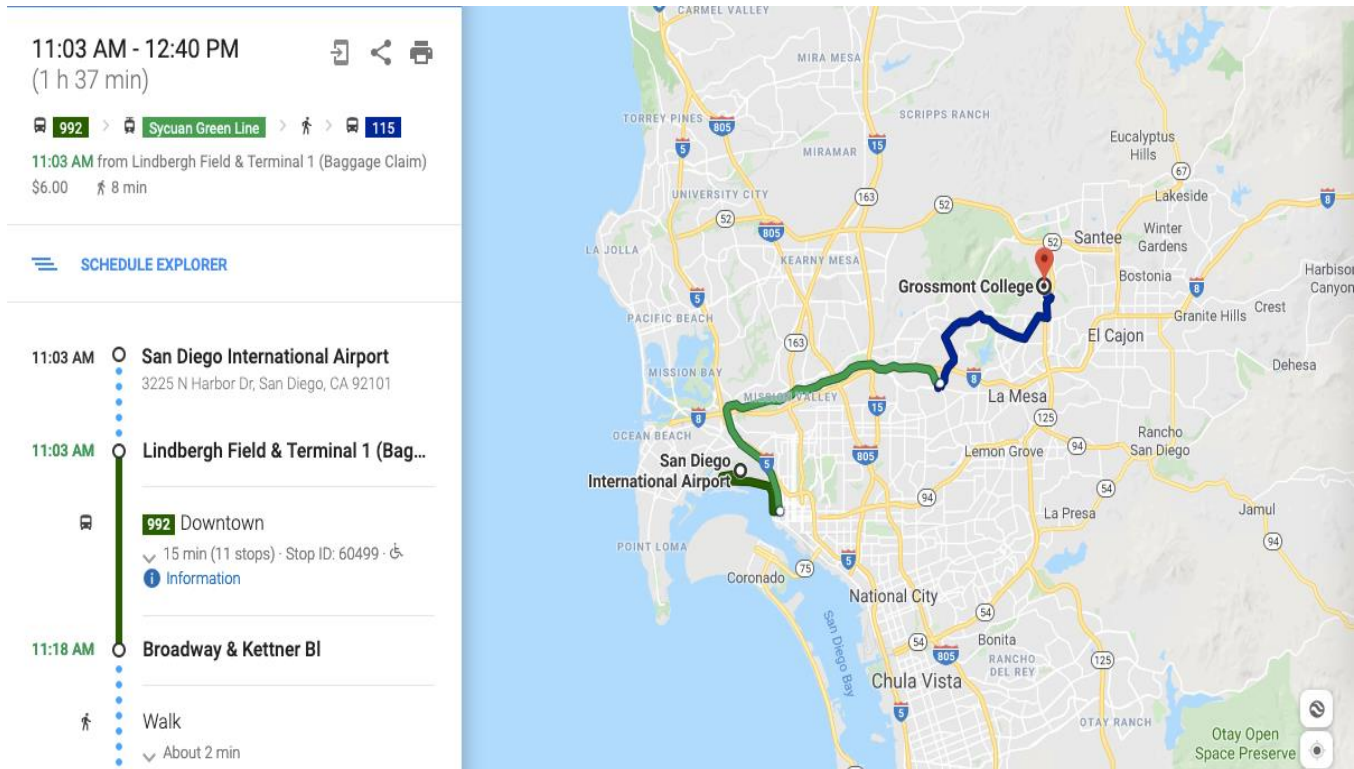 11:03 AM - 12:40 PM
(1 h 37 min)
992 > Sycuan Green Line > > 115
11:03 AM from Lindbergh Field & Terminal 1 (Baggage Claim)
$6.00 8 min
SCHEDULE EXPLORER
11:03 AM San Diego International Airport
3225 N Harbor Dr, San Diego, CA 92101
11:03 AM Lindbergh Field & Terminal 1 (Bag...
992 Downtown
15 min (11 stops) · Stop ID: 60499 ·
i Information
11:18 AM Broadway & Kettner Bl
Walk
About 2 min
CARMEL VALLEY
MIRA MESA
SCRIPPS RANCH
TORREY PINES
805
5
15
MIRAMAR
Eucalyptus
Hills
67
UNIVERSITY CITY
163
52
Lakeside
8
52
805
LA JOLLA
KEARNY MESA
52
Santee
Winter
Gardens
Bostonia
Harbison
Canyon
Grossmont College
5
8
Crest
Granite Hills
PACIFIC BEACH
163
El Cajon
Dehesa
MISSION BAY
8
MISSION VALLEY
La Mesa
15
8
125
OCEAN BEACH
Rancho
San Diego
94
Lemon Grove
805
5
San Diego
International Airport
94
54
La Presa
Jamul
94
POINT LOMA
5
75
Coronado
National City
54
San Diego Bay
54
805
Bonita
RANCHO
DEL REY
125
Chula Vista
5
OTAY RANCH
Otay Open
Space Preserve